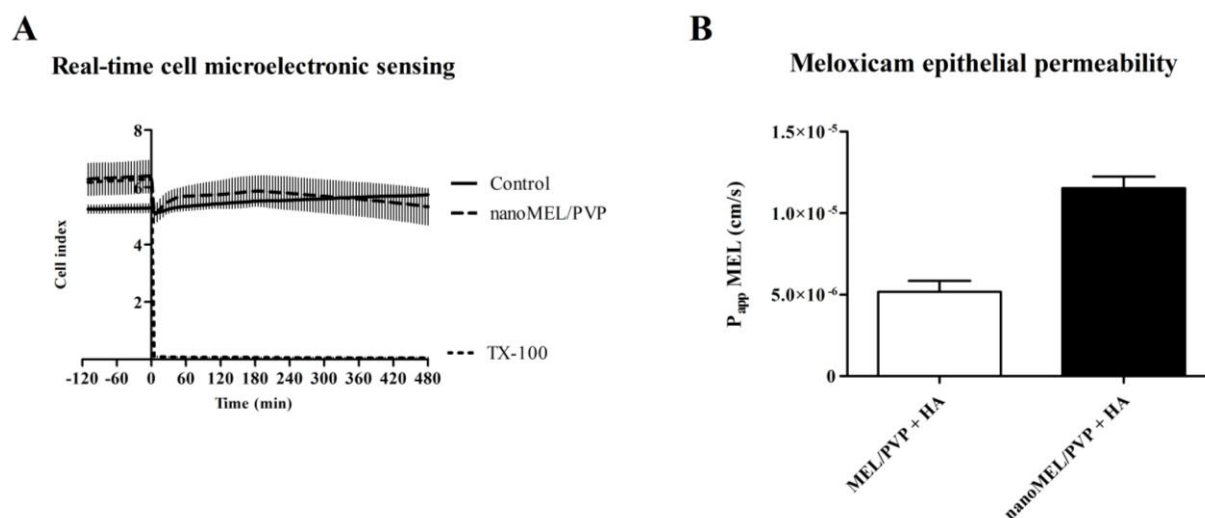 A
Real-time cell microelectronic sensing
Cell index
8
6
4
2
-120 -60 0 60 120 180 240 300 360 420 480
Time (min)
Control
nanoMEL/PVP
TX-100
B
Meloxicam epithelial permeability
P_app MEL (cm/s)
1.5×10⁻⁵
1.0×10⁻⁵
5.0×10⁻⁶
0
MEL/PVP + HA
nanoMEL/PVP + HA